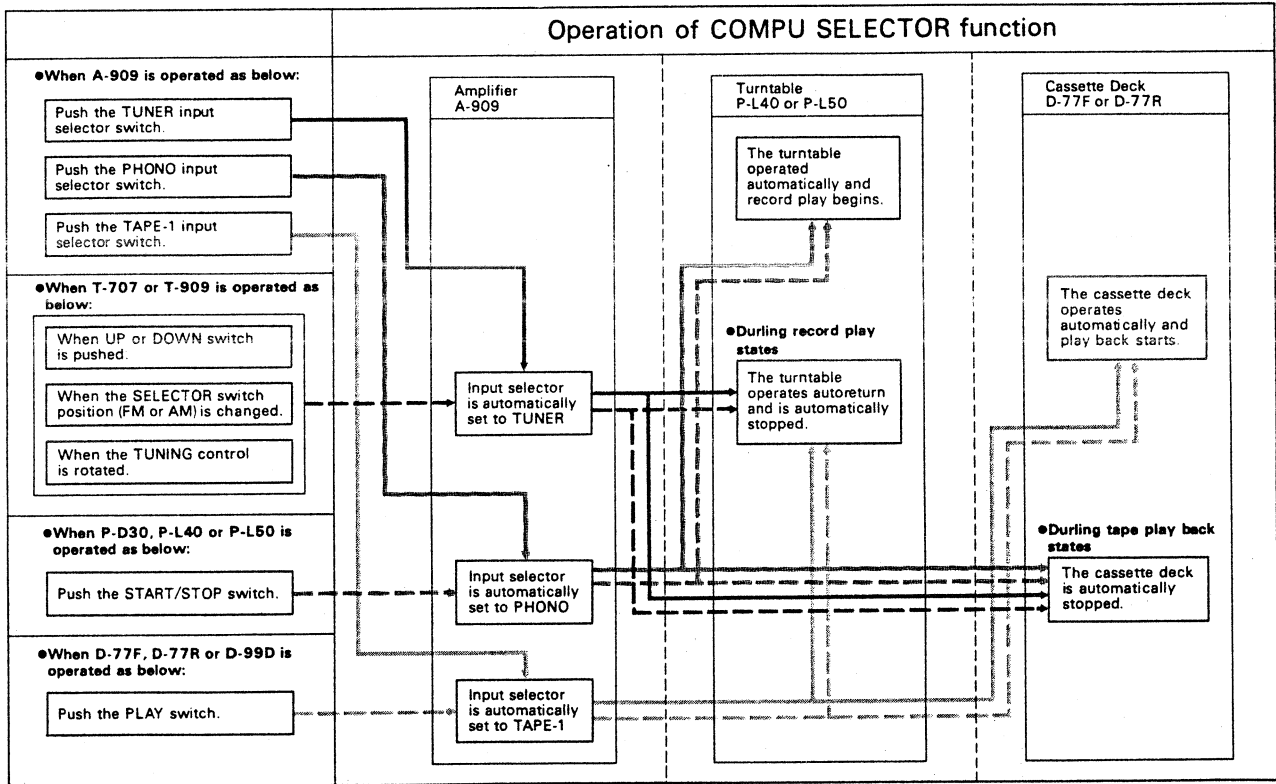 Operation of COMPU SELECTOR function
●When A-909 is operated as below:
Push the TUNER input
selector switch.
Push the PHONO input
selector switch.
Push the TAPE-1 input
selector switch.
●When T-707 or T-909 is operated as
below:
When UP or DOWN switch
is pushed.
When the SELECTOR switch
position (FM or AM) is changed.
When the TUNING control
is rotated.
●When P-D30, P-L40 or P-L50 is
operated as below:
Push the START/STOP switch.
●When D-77F, D-77R or D-99D is
operated as below:
Push the PLAY switch.
Amplifier
A-909
Input selector
is automatically
set to TUNER
Input selector
is automatically
set to PHONO
Input selector
is automatically
set to TAPE-1
Turntable
P-L40 or P-L50
The turntable
operated
automatically and
record play begins.
●Durling record play
states
The turntable
operates autoreturn
and is automatically
stopped.
Cassette Deck
D-77F or D-77R
The cassette deck
operates
automatically and
play back starts.
●Durling tape play back
states
The cassette deck
is automatically
stopped.